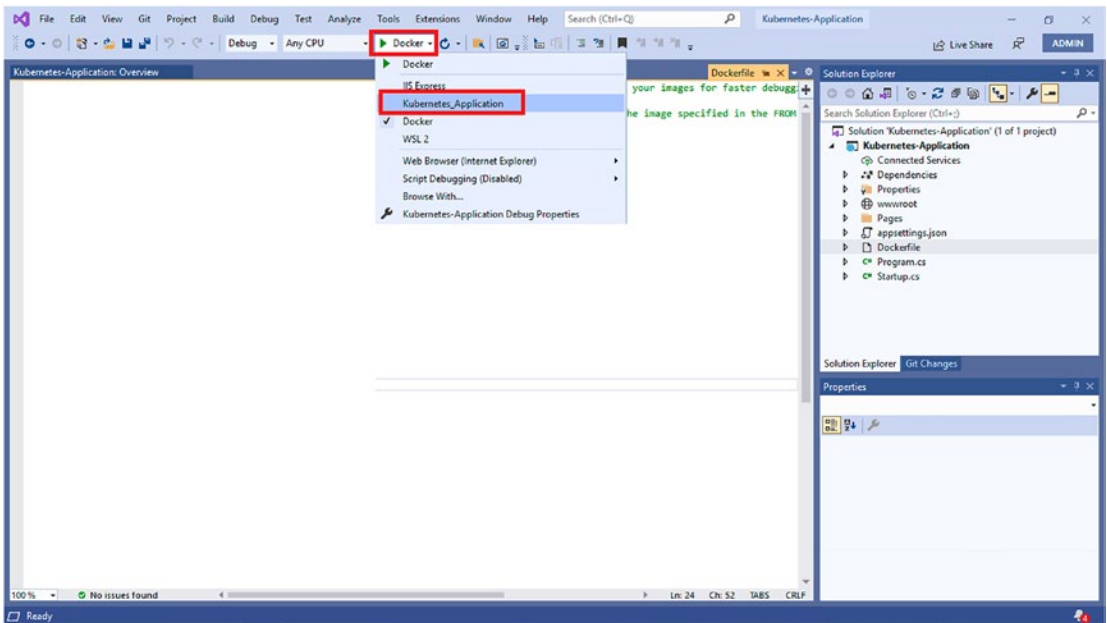 File Edit View Git Project Build Debug Test Analyze Tools Extensions Window Help Search (Ctrl+Q) Kubernetes-Application
Debug Any CPU Docker Live Share ADMIN
Kubernetes-Application: Overview
Dockerfile
your images for faster debugg
he image specified in the FROM
Docker
IIS Express
Kubernetes_Application
Docker
WSL 2
Web Browser (Internet Explorer)
Script Debugging (Disabled)
Browse With...
Kubernetes-Application Debug Properties
Solution Explorer
Search Solution Explorer (Ctrl+;)
Solution 'Kubernetes-Application' (1 of 1 project)
Kubernetes-Application
Connected Services
Dependencies
Properties
wwwroot
Pages
appsettings.json
Dockerfile
C# Program.cs
C# Startup.cs
Solution Explorer Git Changes
Properties
100 % No issues found Ln: 24 Ch: 52 TABS CRLF
Ready 4